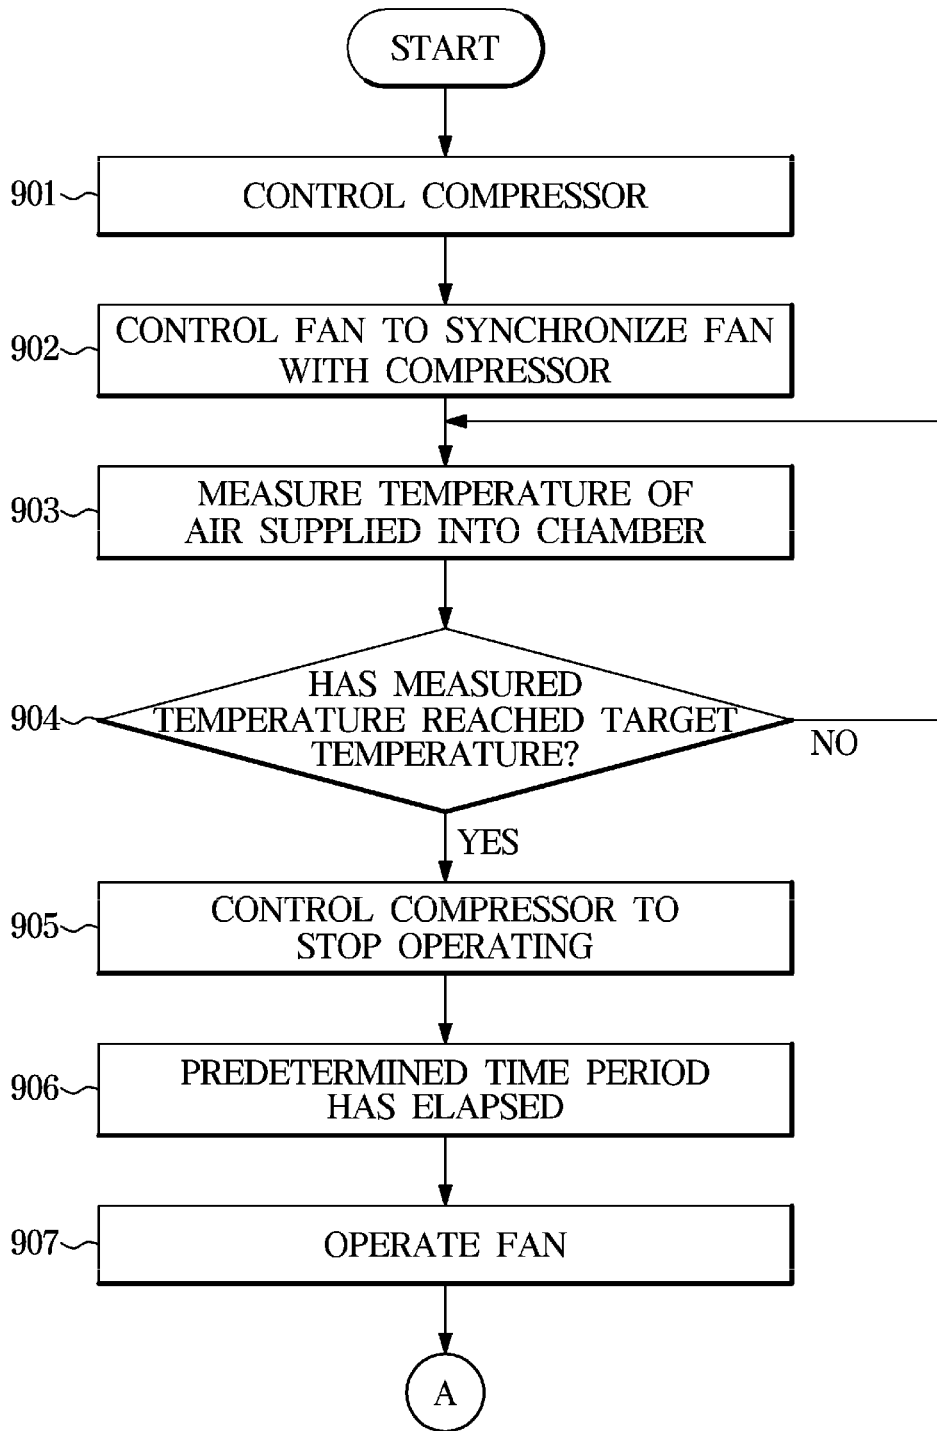 START
901
CONTROL COMPRESSOR
902
CONTROL FAN TO SYNCHRONIZE FAN
WITH COMPRESSOR
903
MEASURE TEMPERATURE OF
AIR SUPPLIED INTO CHAMBER
904
HAS MEASURED
TEMPERATURE REACHED TARGET
TEMPERATURE?
NO
YES
905
CONTROL COMPRESSOR TO
STOP OPERATING
906
PREDETERMINED TIME PERIOD
HAS ELAPSED
907
OPERATE FAN
A